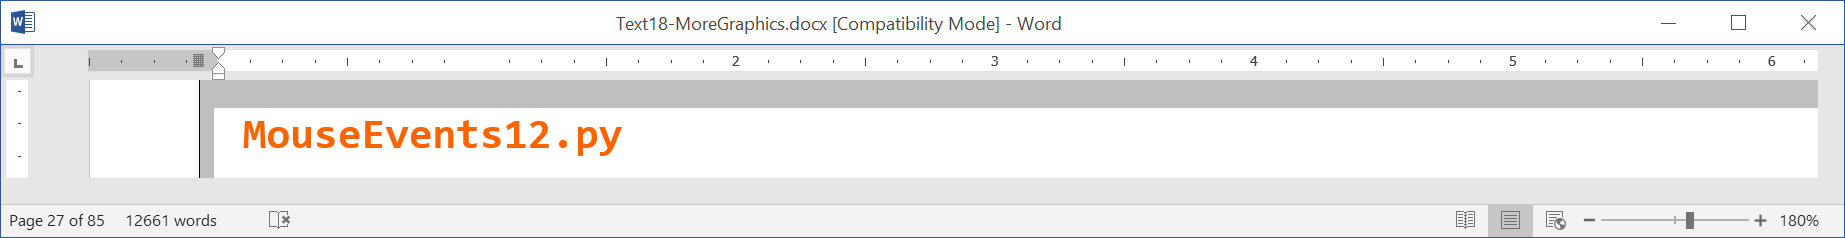 Text18-MoreGraphics.docx [Compatibility Mode] - Word
2 3 4 5 6
MouseEvents12.py
Page 27 of 85 12661 words 180%